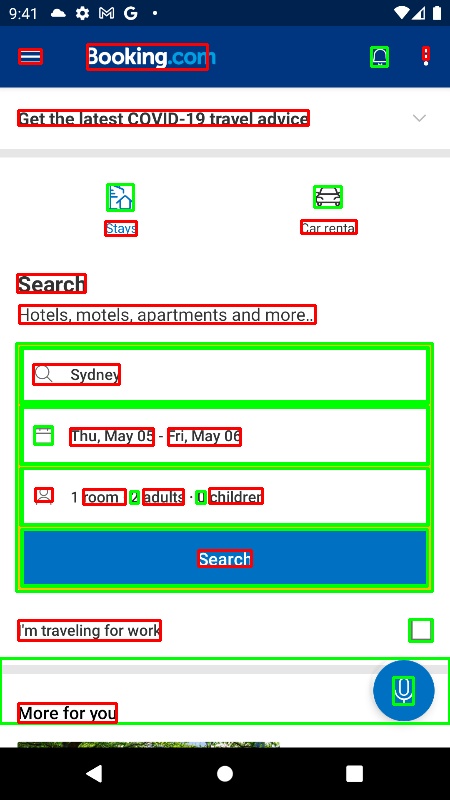 9:41
Booking.com
Get the latest COVID-19 travel advice
Stays
Car rental
Search
Hotels, motels, apartments and more...
Sydney
Thu, May 05 - Fri, May 06
1 room · 2 adults · 0 children
Search
I'm traveling for work
More for you